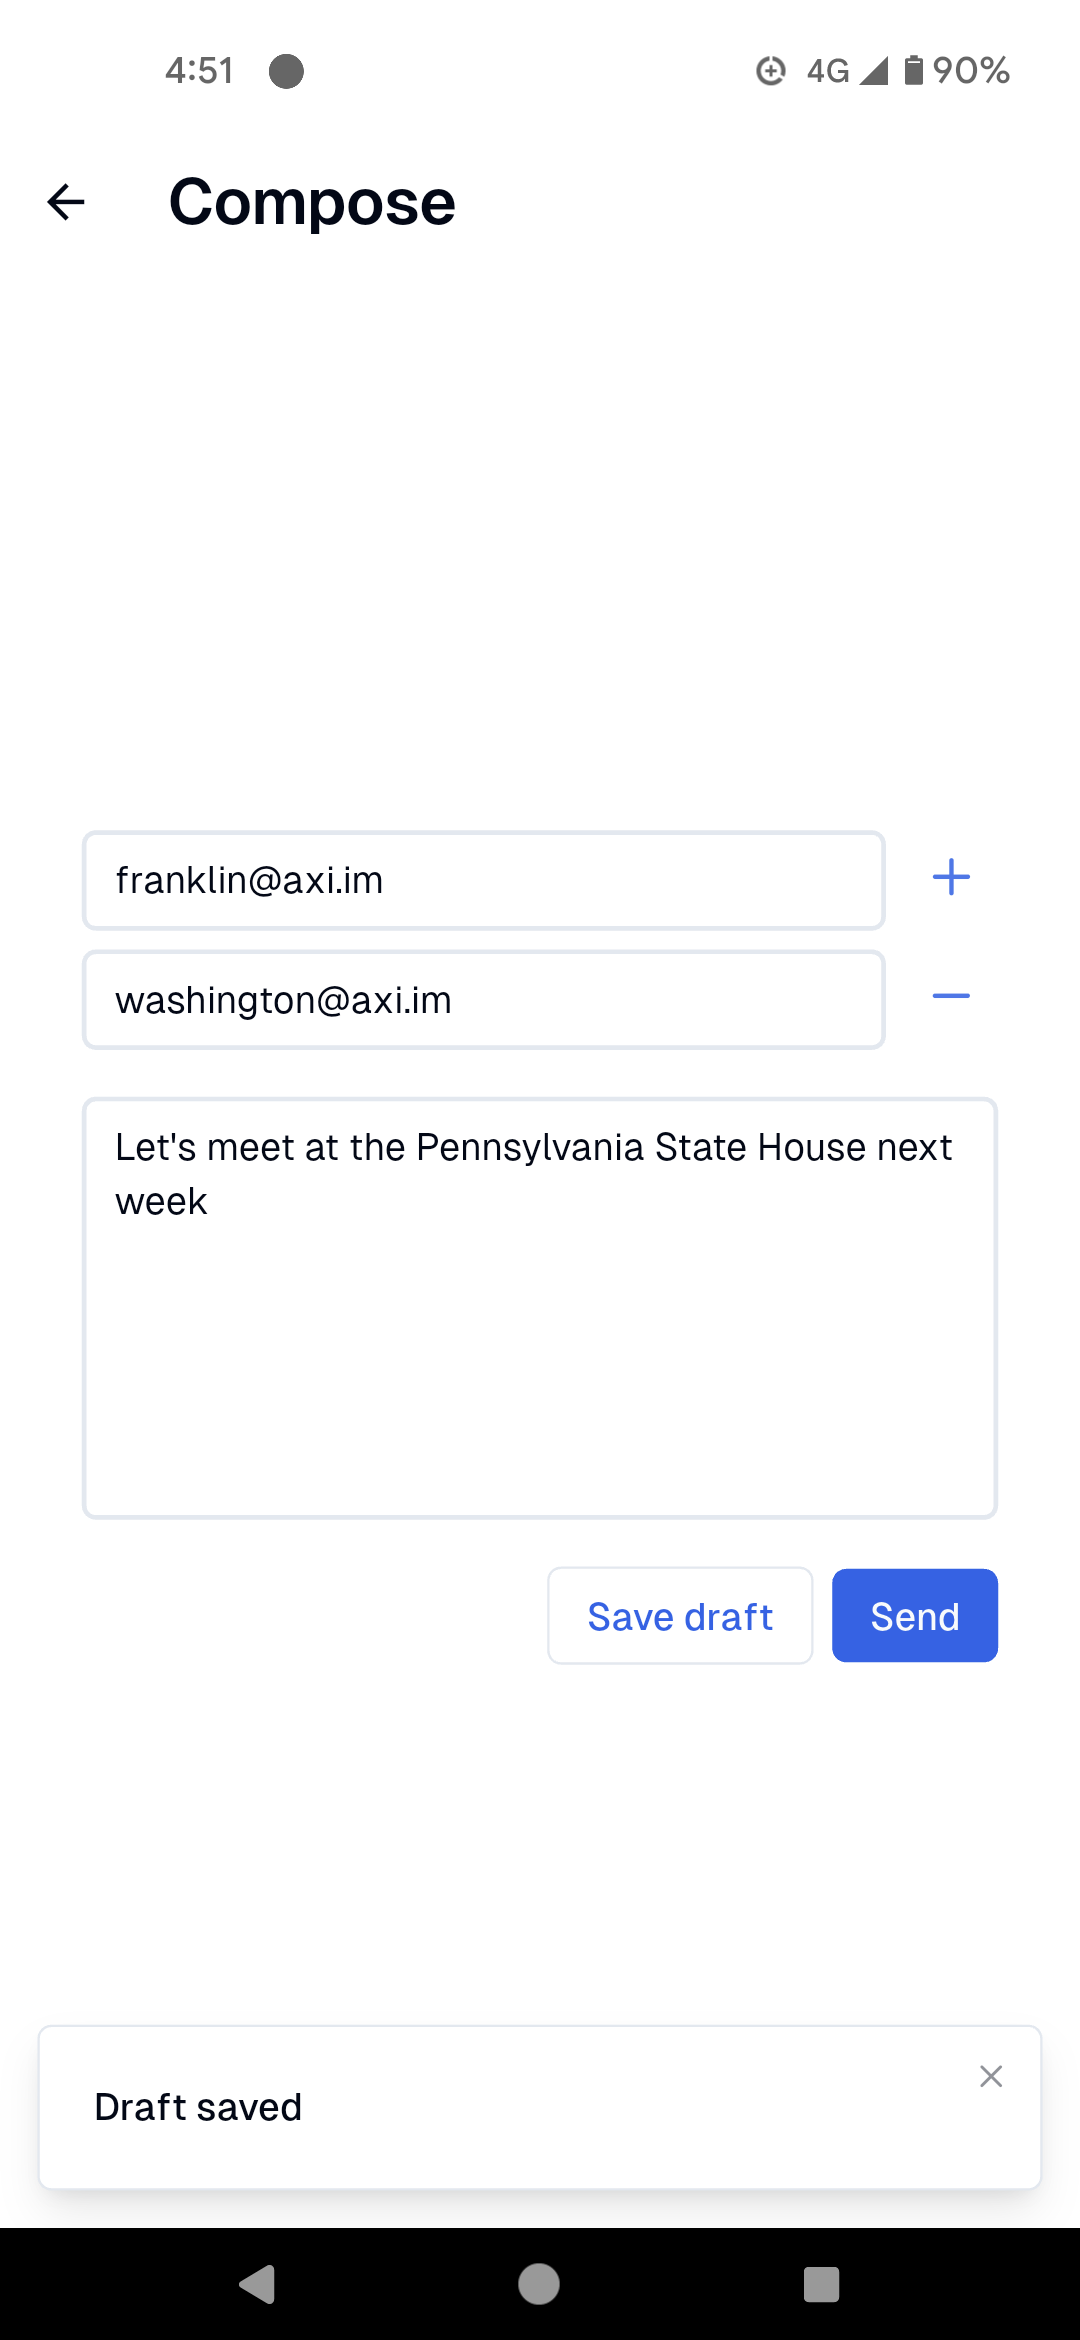 4:51 4G 90%
Compose
franklin@axi.im
washington@axi.im
Let's meet at the Pennsylvania State House next
week
Save draft Send
Draft saved